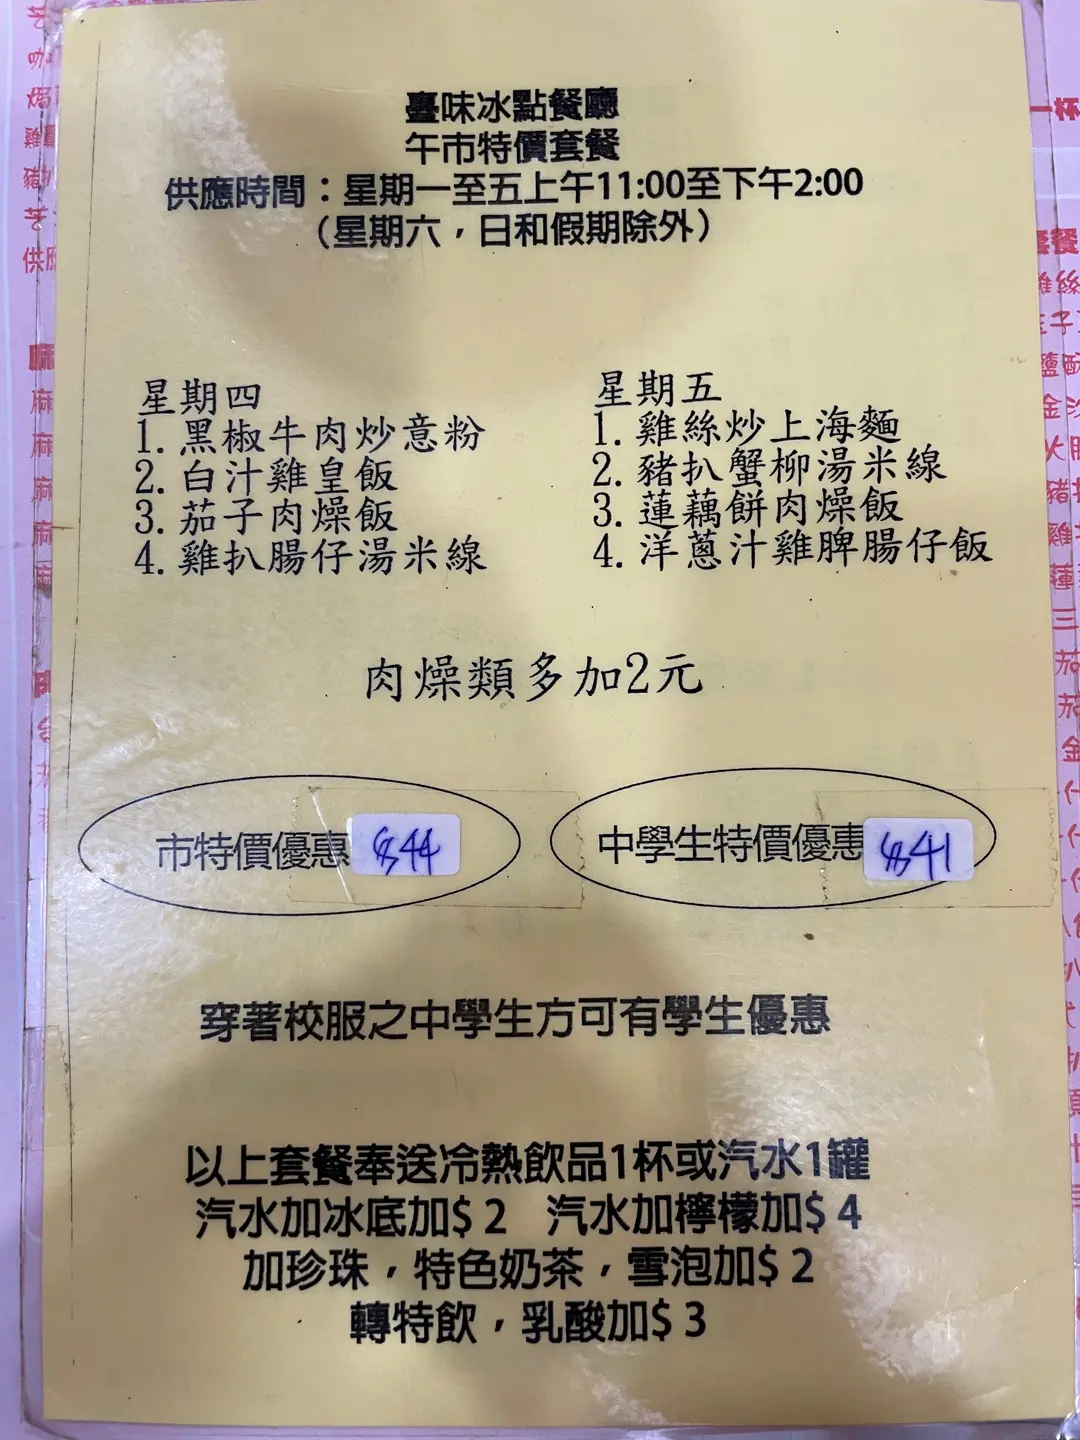 臺味冰點餐廳
午市特價套餐
供應時間：星期一至五上午11:00至下午2:00
（星期六，日和假期除外）
星期四
1. 黑椒牛肉炒意粉
2. 白汁雞皇飯
3. 茄子肉燥飯
4. 雞扒腸仔湯米線
星期五
1. 雞絲炒上海麵
2. 豬扒蟹柳湯米線
3. 蓮藕餅肉燥飯
4. 洋蔥汁雞脾腸仔飯
肉燥類多加2元
市特價優惠 $44
中學生特價優惠 $41
穿著校服之中學生方可有學生優惠
以上套餐奉送冷熱飲品1杯或汽水1罐
汽水加冰底加$ 2 汽水加檸檬加$ 4
加珍珠，特色奶茶，雪泡加$ 2
轉特飲，乳酸加$ 3